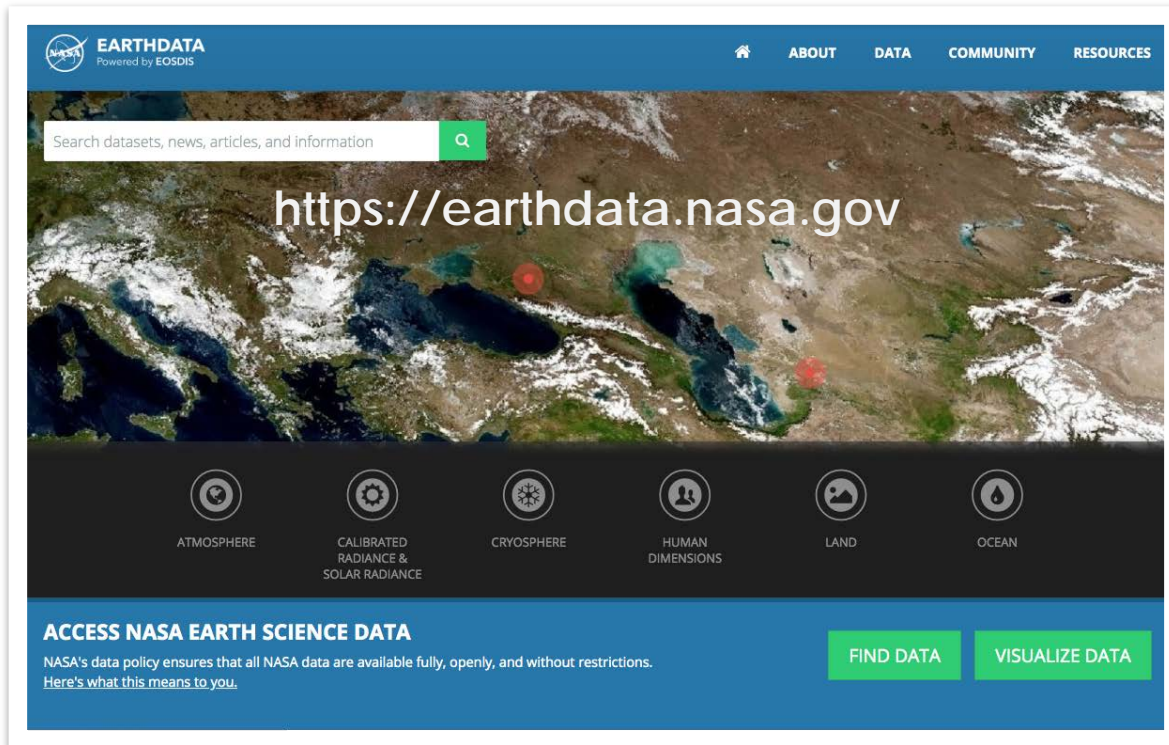 NASA
EARTHDATA
Powered by EOSDIS
ABOUT
DATA
COMMUNITY
RESOURCES
Search datasets, news, articles, and information
https://earthdata.nasa.gov
ATMOSPHERE
CALIBRATED
RADIANCE &
SOLAR RADIANCE
CRYOSPHERE
HUMAN
DIMENSIONS
LAND
OCEAN
ACCESS NASA EARTH SCIENCE DATA
NASA's data policy ensures that all NASA data are available fully, openly, and without restrictions.
Here's what this means to you.
FIND DATA
VISUALIZE DATA